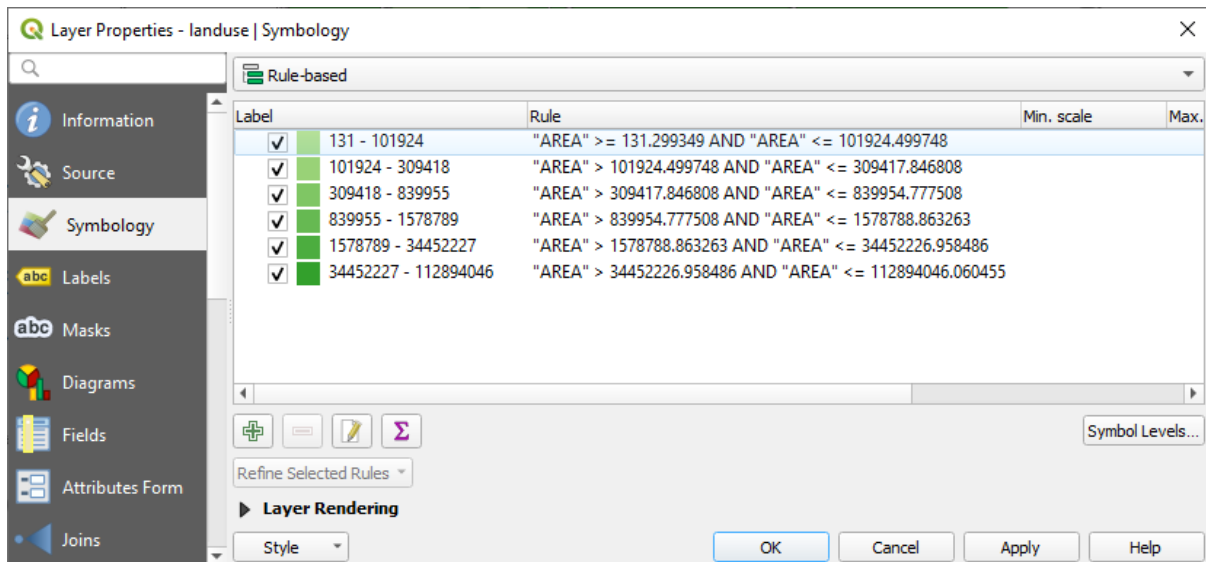 Layer Properties - landuse | Symbology
Rule-based
Information
Source
Symbology
abc Labels
abc Masks
Diagrams
Fields
Attributes Form
Joins
Label Rule Min. scale Max.
131 - 101924 "AREA" >= 131.299349 AND "AREA" <= 101924.499748
101924 - 309418 "AREA" > 101924.499748 AND "AREA" <= 309417.846808
309418 - 839955 "AREA" > 309417.846808 AND "AREA" <= 839954.777508
839955 - 1578789 "AREA" > 839954.777508 AND "AREA" <= 1578788.863263
1578789 - 34452227 "AREA" > 1578788.863263 AND "AREA" <= 34452226.958486
34452227 - 112894046 "AREA" > 34452226.958486 AND "AREA" <= 112894046.060455
Σ
Symbol Levels...
Refine Selected Rules
Layer Rendering
Style OK Cancel Apply Help